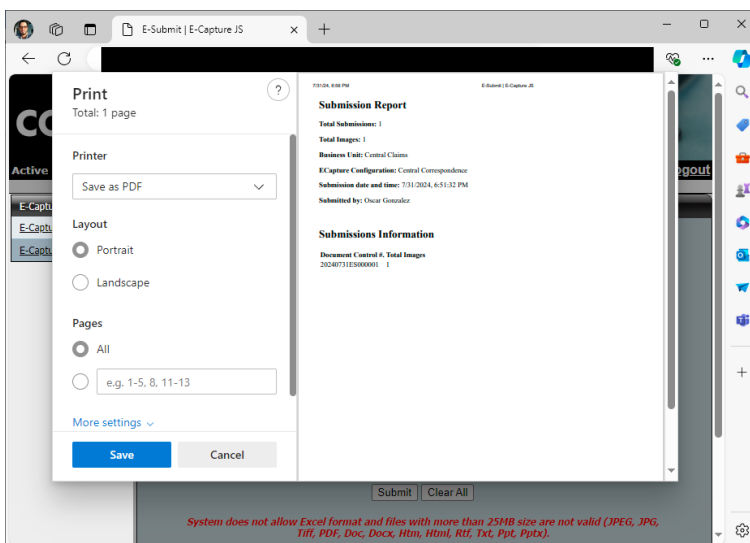 E-Submit | E-Capture JS
Print
Total: 1 page
?
Printer
Save as PDF
Layout
Portrait
Landscape
Pages
All
e.g. 1-5, 8, 11-13
More settings
Save
Cancel
7/31/24, 6:56 PM
E-Submit | E-Capture JS
Submission Report
Total Submissions: 1
Total Images: 1
Business Unit: Central Claims
ECapture Configuration: Central Correspondence
Submission date and time: 7/31/2024, 6:51:32 PM
Submitted by: Oscar Gonzalez
Submissions Information
Document Control #. Total Images
20240731ES000001 1
Active
E-Captu
E-Captu
E-Captu
gout
Submit
Clear All
System does not allow Excel format and files with more than 25MB size are not valid (JPEG, JPG,
Tiff, PDF, Doc, Docx, Htm, Html, Rtf, Txt, Ppt, Pptx).